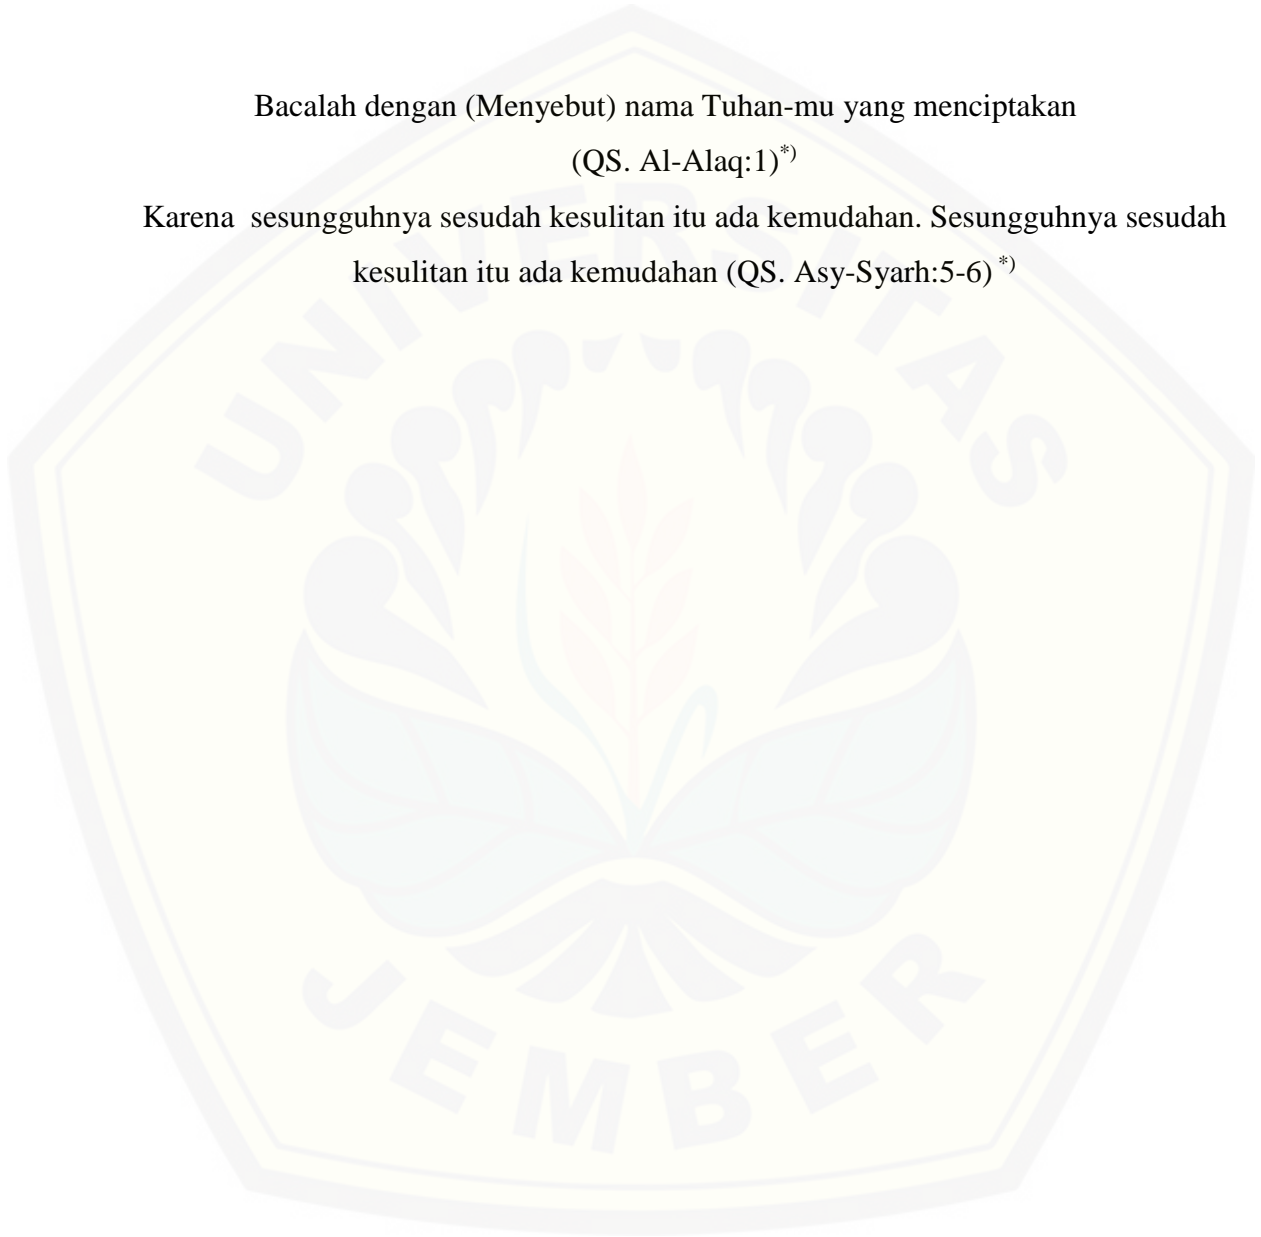 Bacalah dengan (Menyebut) nama Tuhan-mu yang menciptakan
(QS. Al-Alaq:1)*)
Karena  sesungguhnya sesudah kesulitan itu ada kemudahan. Sesungguhnya sesudah
kesulitan itu ada kemudahan (QS. Asy-Syarh:5-6) *)
UNIVERSITAS
JEMBER